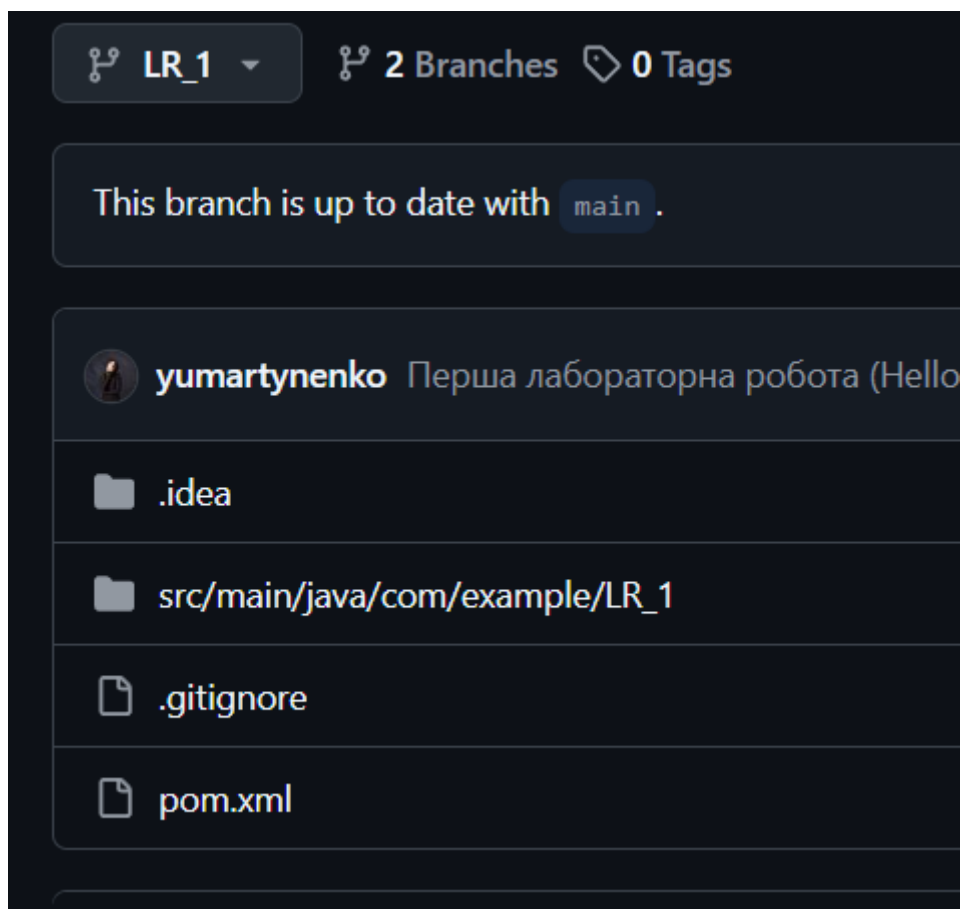 LR_1 2 Branches 0 Tags
This branch is up to date with main.
yumartynenko Перша лабораторна робота (Hello
.idea
src/main/java/com/example/LR_1
.gitignore
pom.xml